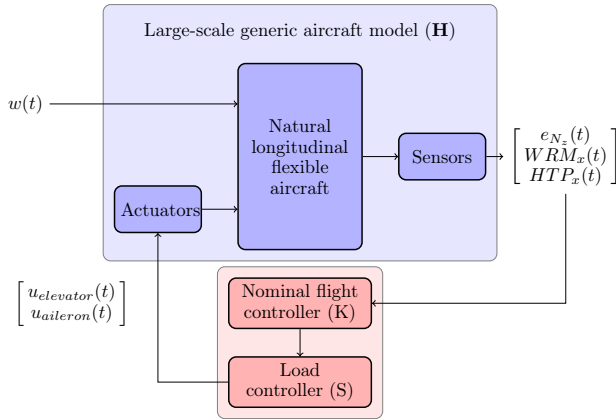 Large-scale generic aircraft model (H)
w(t)
Natural
longitudinal
flexible
aircraft
Sensors
e_{N_z}(t)
WRM_x(t)
HTP_x(t)
Actuators
u_{elevator}(t)
u_{aileron}(t)
Nominal flight
controller (K)
Load
controller (S)